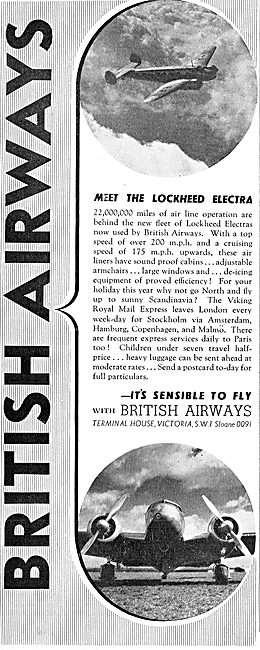 BRITISH AIRWAYS
MEET THE LOCKHEED ELECTRA
22,000,000 miles of air line operation are
behind the new fleet of Lockheed Electras
now used by British Airways. With a top
speed of over 200 m.p.h. and a cruising
speed of 175 m.p.h. upwards, these air
liners have sound proof cabins...adjustable
armchairs...large windows and...de-icing
equipment of proved efficiency! For your
holiday this year why not go North and fly
up to sunny Scandinavia? The Viking
Royal Mail Express leaves London every
week-day for Stockholm via Amsterdam,
Hamburg, Copenhagen, and Malmö. There
are frequent express services daily to Paris
too! Children under seven travel half-
price...heavy luggage can be sent ahead at
moderate rates...Send a postcard to-day for
full particulars.
—IT'S SENSIBLE TO FLY
WITH BRITISH AIRWAYS
TERMINAL HOUSE, VICTORIA, S.W.1 Sloane 0091